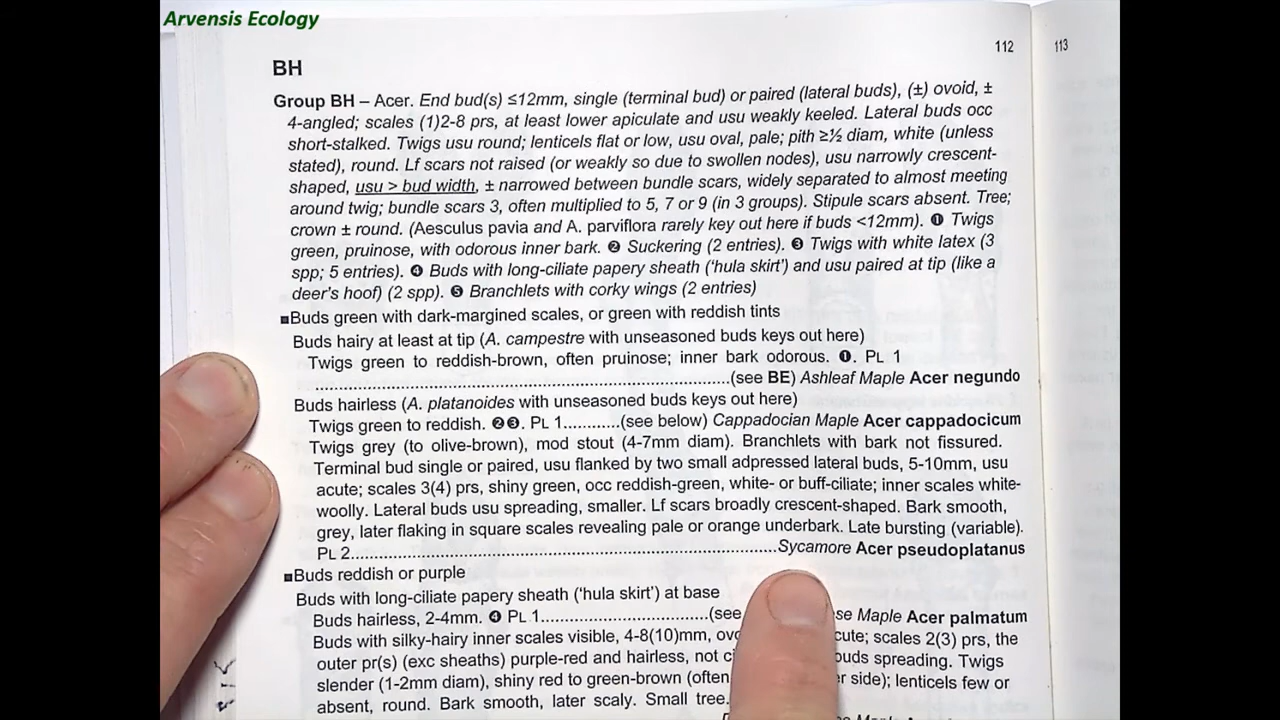 Arvensis Ecology
112
113
BH
Group BH – Acer. End bud(s) ≤12mm, single (terminal bud) or paired (lateral buds), (±) ovoid, ±
4-angled; scales (1)2-8 prs, at least lower apiculate and usu weakly keeled. Lateral buds occ
short-stalked. Twigs usu round; lenticels flat or low, usu oval, pale; pith ≥½ diam, white (unless
stated), round. Lf scars not raised (or weakly so due to swollen nodes), usu narrowly crescent-
shaped, usu > bud width, ± narrowed between bundle scars, widely separated to almost meeting
around twig; bundle scars 3, often multiplied to 5, 7 or 9 (in 3 groups). Stipule scars absent. Tree;
crown ± round. (Aesculus pavia and A. parviflora rarely key out here if buds <12mm). ❶ Twigs
green, pruinose, with odorous inner bark. ❷ Suckering (2 entries). ❸ Twigs with white latex (3
spp; 5 entries). ❹ Buds with long-ciliate papery sheath (‘hula skirt’) and usu paired at tip (like a
deer's hoof) (2 spp). ❺ Branchlets with corky wings (2 entries)
■Buds green with dark-margined scales, or green with reddish tints
Buds hairy at least at tip (A. campestre with unseasoned buds keys out here)
Twigs green to reddish-brown, often pruinose; inner bark odorous. ❶. PL 1
(see BE) Ashleaf Maple Acer negundo
Buds hairless (A. platanoides with unseasoned buds keys out here)
Twigs green to reddish. ❷❸. PL 1............(see below) Cappadocian Maple Acer cappadocicum
Twigs grey (to olive-brown), mod stout (4-7mm diam). Branchlets with bark not fissured.
Terminal bud single or paired, usu flanked by two small adpressed lateral buds, 5-10mm, usu
acute; scales 3(4) prs, shiny green, occ reddish-green, white- or buff-ciliate; inner scales white-
woolly. Lateral buds usu spreading, smaller. Lf scars broadly crescent-shaped. Bark smooth,
grey, later flaking in square scales revealing pale or orange underbark. Late bursting (variable).
PL 2............Sycamore Acer pseudoplatanus
■Buds reddish or purple
Buds with long-ciliate papery sheath (‘hula skirt’) at base
Buds hairless, 2-4mm. ❹ PL 1............(see Maple Acer palmatum
Buds with silky-hairy inner scales visible, 4-8(10)mm, scales 2(3) prs, the
outer pr(s) (exc sheaths) purple-red and hairless, not spreading. Twigs
slender (1-2mm diam), shiny red to green-brown (often side); lenticels few or
absent, round. Bark smooth, later scaly. Small tree.